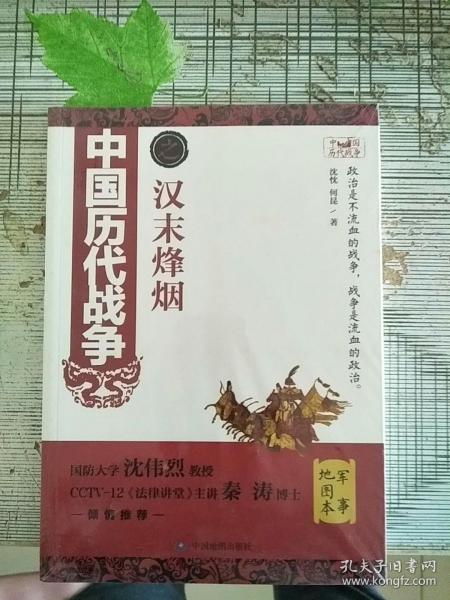 中国历代战争
之
汉末烽烟
中国
历代战争
沈忱 何昆/著
政治是不流血的战争，战争是流血的政治。
国防大学 沈伟烈 教授
CCTV-12《法律讲堂》主讲 秦涛 博士
—倾情推荐—
军事
地图本
中国地图出版社
孔夫子旧书网
www.kongfz.com